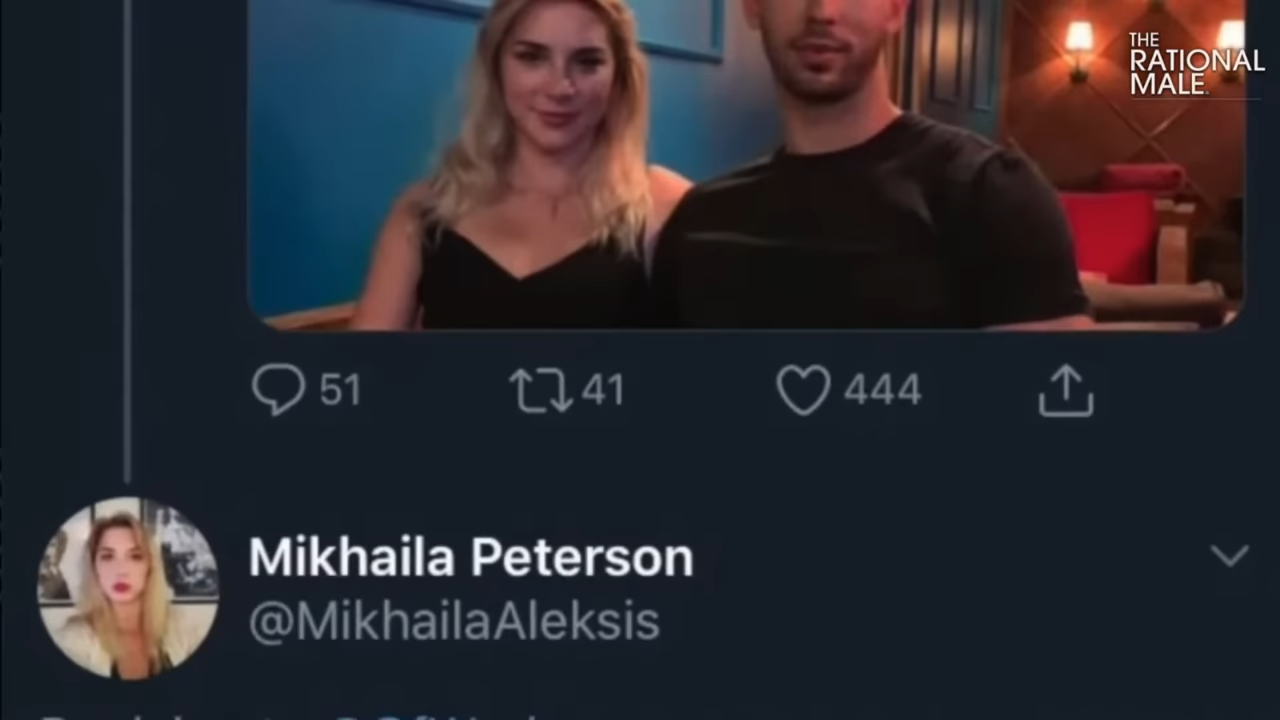 THE
RATIONAL
MALE
51 41 444
Mikhaila Peterson
@MikhailaAleksis